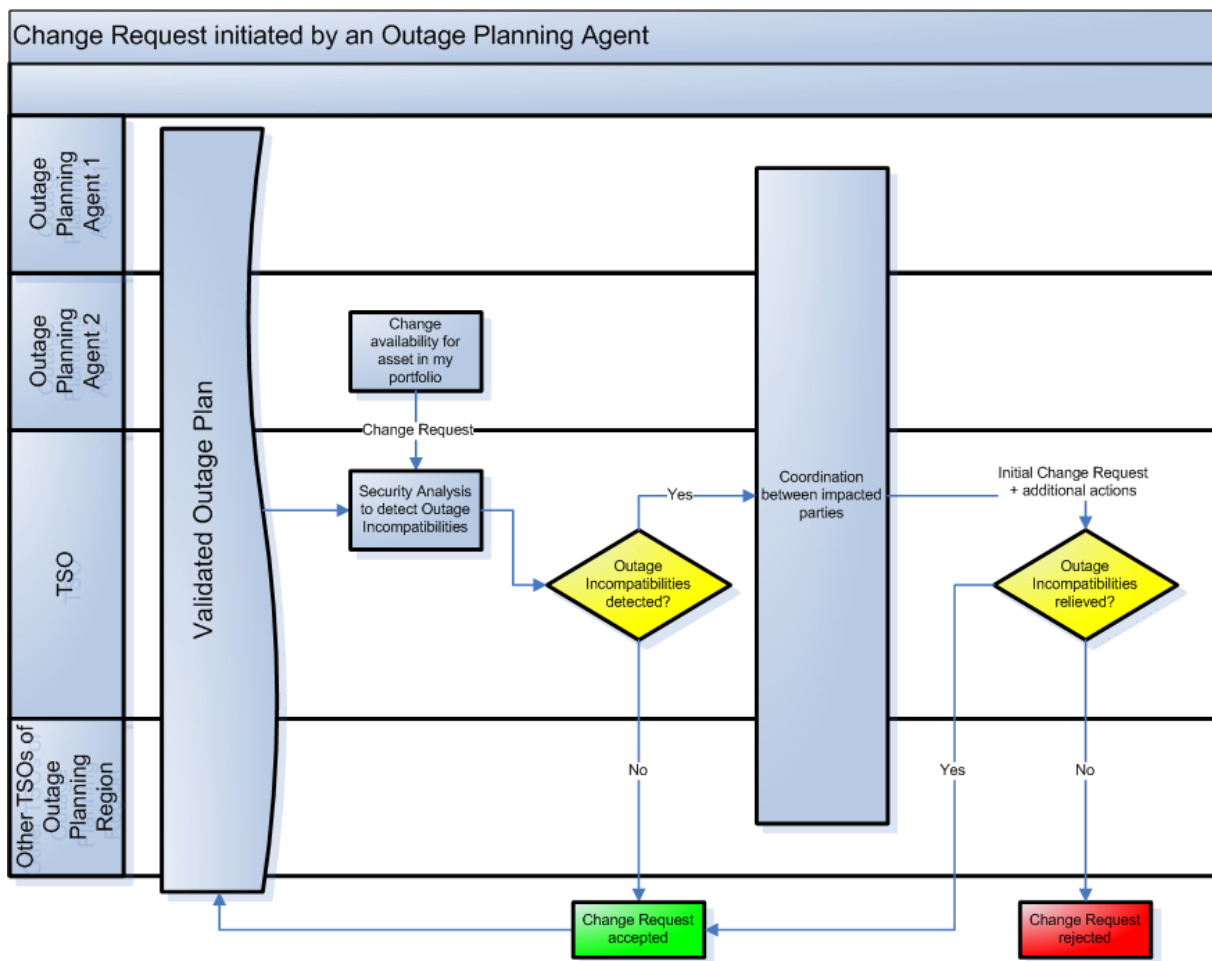 Change Request initiated by an Outage Planning Agent
Outage
Planning
Agent 1
Outage
Planning
Agent 2
TSO
Other TSOs of
Outage
Planning
Region
Validated Outage Plan
Change
availability for
asset in my
portfolio
Change Request
Security Analysis
to detect Outage
Incompatibilities
Outage
Incompatibilities
detected?
Yes
No
Coordination
between impacted
parties
Initial Change Request
+ additional actions
Outage
Incompatibilities
relieved?
Yes
No
Change Request
accepted
Change Request
rejected